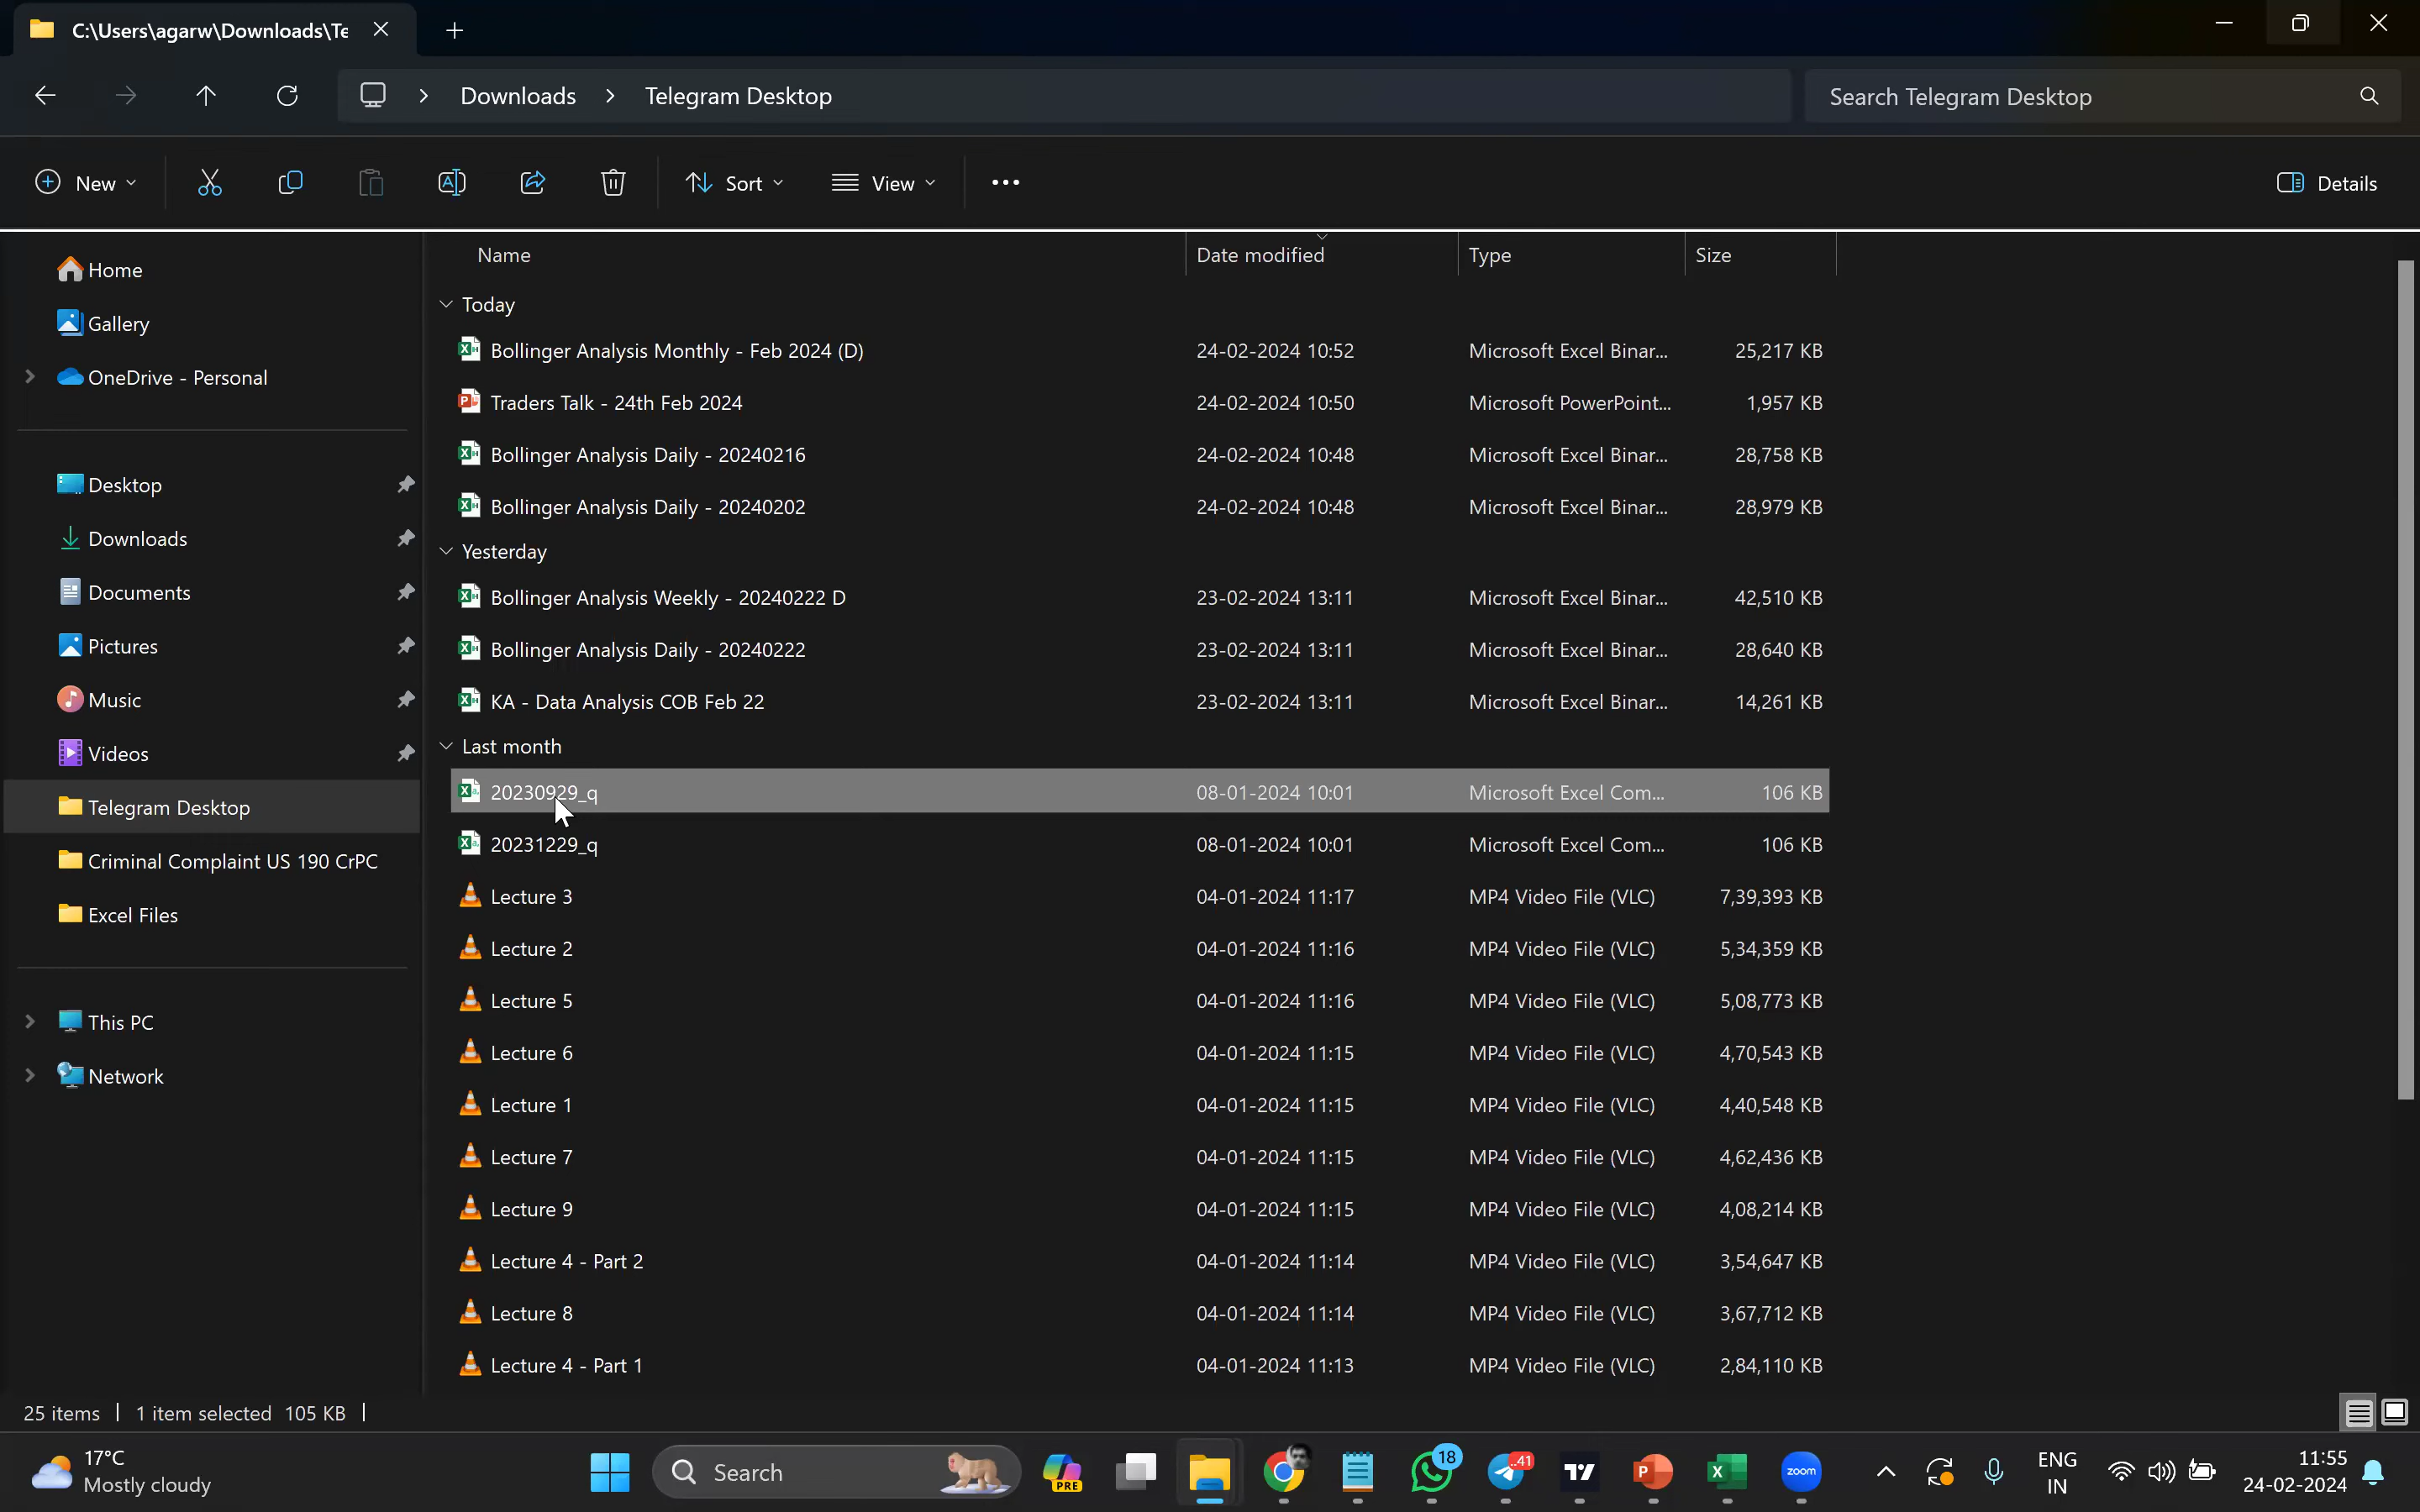 C:\Users\agarw\Downloads\Te
Downloads > Telegram Desktop
Search Telegram Desktop
New
Sort
View
Details
Home
Gallery
OneDrive - Personal
Desktop
Downloads
Documents
Pictures
Music
Videos
Telegram Desktop
Criminal Complaint US 190 CrPC
Excel Files
This PC
Network
Name Date modified Type Size
Today
Bollinger Analysis Monthly - Feb 2024 (D) 24-02-2024 10:52 Microsoft Excel Binar... 25,217 KB
Traders Talk - 24th Feb 2024 24-02-2024 10:50 Microsoft PowerPoint... 1,957 KB
Bollinger Analysis Daily - 20240216 24-02-2024 10:48 Microsoft Excel Binar... 28,758 KB
Bollinger Analysis Daily - 20240202 24-02-2024 10:48 Microsoft Excel Binar... 28,979 KB
Yesterday
Bollinger Analysis Weekly - 20240222 D 23-02-2024 13:11 Microsoft Excel Binar... 42,510 KB
Bollinger Analysis Daily - 20240222 23-02-2024 13:11 Microsoft Excel Binar... 28,640 KB
KA - Data Analysis COB Feb 22 23-02-2024 13:11 Microsoft Excel Binar... 14,261 KB
Last month
20230929_q 08-01-2024 10:01 Microsoft Excel Com... 106 KB
20231229_q 08-01-2024 10:01 Microsoft Excel Com... 106 KB
Lecture 3 04-01-2024 11:17 MP4 Video File (VLC) 7,39,393 KB
Lecture 2 04-01-2024 11:16 MP4 Video File (VLC) 5,34,359 KB
Lecture 5 04-01-2024 11:16 MP4 Video File (VLC) 5,08,773 KB
Lecture 6 04-01-2024 11:15 MP4 Video File (VLC) 4,70,543 KB
Lecture 1 04-01-2024 11:15 MP4 Video File (VLC) 4,40,548 KB
Lecture 7 04-01-2024 11:15 MP4 Video File (VLC) 4,62,436 KB
Lecture 9 04-01-2024 11:15 MP4 Video File (VLC) 4,08,214 KB
Lecture 4 - Part 2 04-01-2024 11:14 MP4 Video File (VLC) 3,54,647 KB
Lecture 8 04-01-2024 11:14 MP4 Video File (VLC) 3,67,712 KB
Lecture 4 - Part 1 04-01-2024 11:13 MP4 Video File (VLC) 2,84,110 KB
25 items | 1 item selected 105 KB |
17°C
Mostly cloudy
Search
PRE
18
..41
zoom
ENG
IN
11:55
24-02-2024